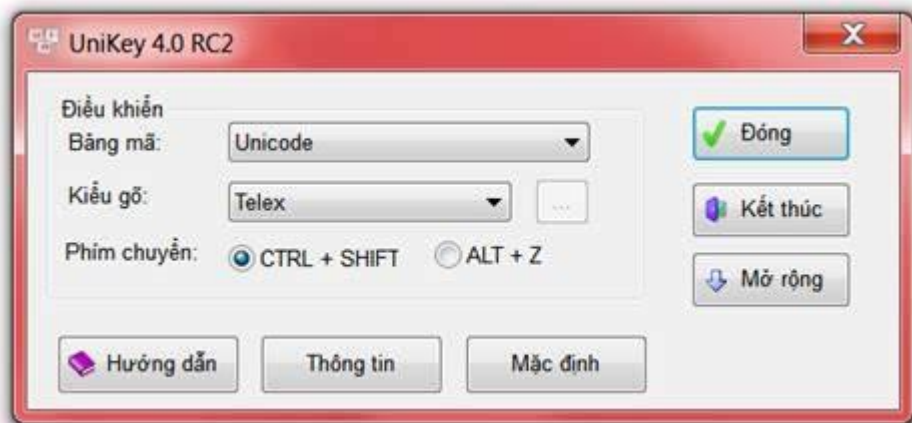 UniKey 4.0 RC2
Điều khiển
Bảng mã: Unicode
Kiểu gõ: Telex ...
Phím chuyển: CTRL + SHIFT ALT + Z
Đóng
Kết thúc
Mở rộng
Hướng dẫn Thông tin Mặc định